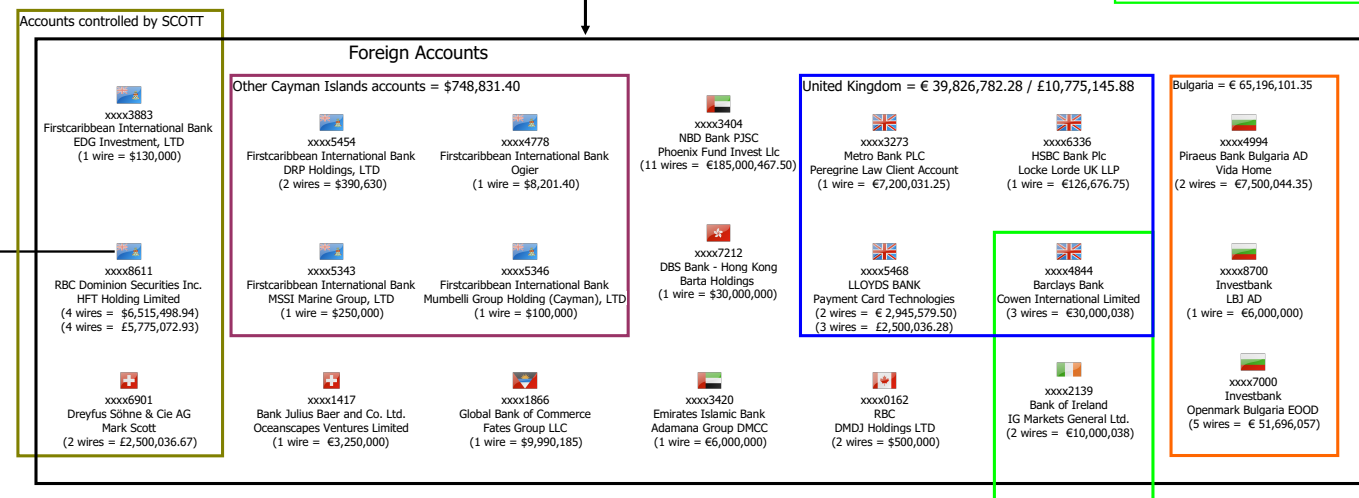 Accounts controlled by SCOTT
Foreign Accounts
xxxx3883
Firstcaribbean International Bank
EDG Investment, LTD
(1 wire = $130,000)
xxxx8611
RBC Dominion Securities Inc.
HFT Holding Limited
(4 wires =  $6,515,498.94)
(4 wires =  £5,775,072.93)
xxxx6901
Dreyfus Söhne & Cie AG
Mark Scott
(2 wires = £2,500,036.67)
Other Cayman Islands accounts = $748,831.40
xxxx5454
Firstcaribbean International Bank
DRP Holdings, LTD
(2 wires = $390,630)
xxxx4778
Firstcaribbean International Bank
Ogier
(1 wire = $8,201.40)
xxxx5343
Firstcaribbean International Bank
MSSI Marine Group, LTD
(1 wire = $250,000)
xxxx5346
Firstcaribbean International Bank
Mumbelli Group Holding (Cayman), LTD
(1 wire = $100,000)
xxxx1417
Bank Julius Baer and Co. Ltd.
Oceanscapes Ventures Limited
(1 wire =  €3,250,000)
xxxx1866
Global Bank of Commerce
Fates Group LLC
(1 wire = $9,990,185)
xxxx3404
NBD Bank PJSC
Phoenix Fund Invest Llc
(11 wires =  €185,000,467.50)
xxxx7212
DBS Bank - Hong Kong
Barta Holdings
(1 wire = $30,000,000)
xxxx3420
Emirates Islamic Bank
Adamana Group DMCC
(1 wire = €6,000,000)
United Kingdom = € 39,826,782.28 / £10,775,145.88
xxxx3273
Metro Bank PLC
Peregrine Law Client Account
(1 wire =  €7,200,031.25)
xxxx6336
HSBC Bank Plc
Locke Lorde UK LLP
(1 wire =  €126,676.75)
xxxx5468
LLOYDS BANK
Payment Card Technologies
(2 wires = € 2,945,579.50)
(3 wires =  £2,500,036.28)
xxxx4844
Barclays Bank
Cowen International Limited
(3 wires =  €30,000,038)
xxxx0162
RBC
DMDJ Holdings LTD
(2 wires = $500,000)
xxxx2139
Bank of Ireland
IG Markets General Ltd.
(2 wires =  €10,000,038)
Bulgaria = € 65,196,101.35
xxxx4994
Piraeus Bank Bulgaria AD
Vida Home
(2 wires =  €7,500,044.35)
xxxx8700
Investbank
LBJ AD
(1 wire =  €6,000,000)
xxxx7000
Investbank
Openmark Bulgaria EOOD
(5 wires =  € 51,696,057)